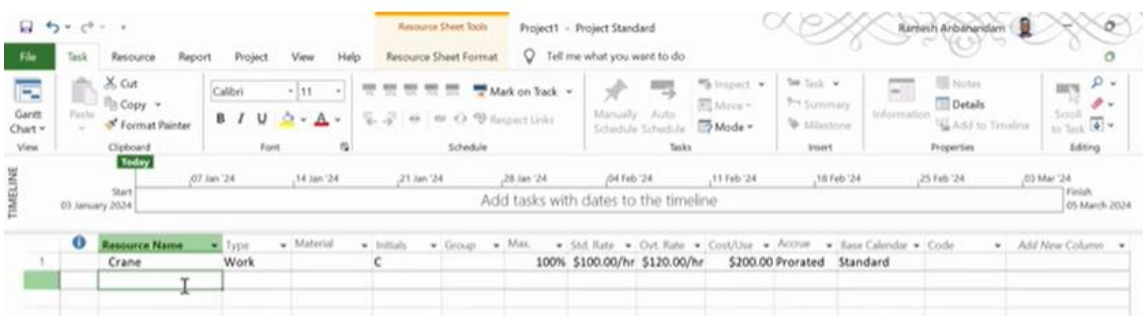 Resource Sheet Tools
Project1 - Project Standard
Ramesh Anbanandam
File Task Resource Report Project View Help Resource Sheet Format Tell me what you want to do
Cut
Copy
Format Painter
Paste
Clipboard
Gantt Chart
View
Calibri 11
B I U A
Font
Mark on Track
Respect Links
Schedule
Manually Schedule
Auto Schedule
Inspect
Move
Mode
Tasks
Task
Summary
Milestone
Insert
Information
Notes
Details
Add to Timeline
Properties
Scroll to Task
Editing
TIMELINE
Today
Start
03 January 2024
07 Jan '24 14 Jan '24 21 Jan '24 28 Jan '24 04 Feb '24 11 Feb '24 18 Feb '24 25 Feb '24 03 Mar '24
Add tasks with dates to the timeline
Finish
05 March 2024
Resource Name Type Material Initials Group Max. Std. Rate Ovt. Rate Cost/Use Accrue Base Calendar Code Add New Column
1 Crane Work C 100% $100.00/hr $120.00/hr $200.00 Prorated Standard